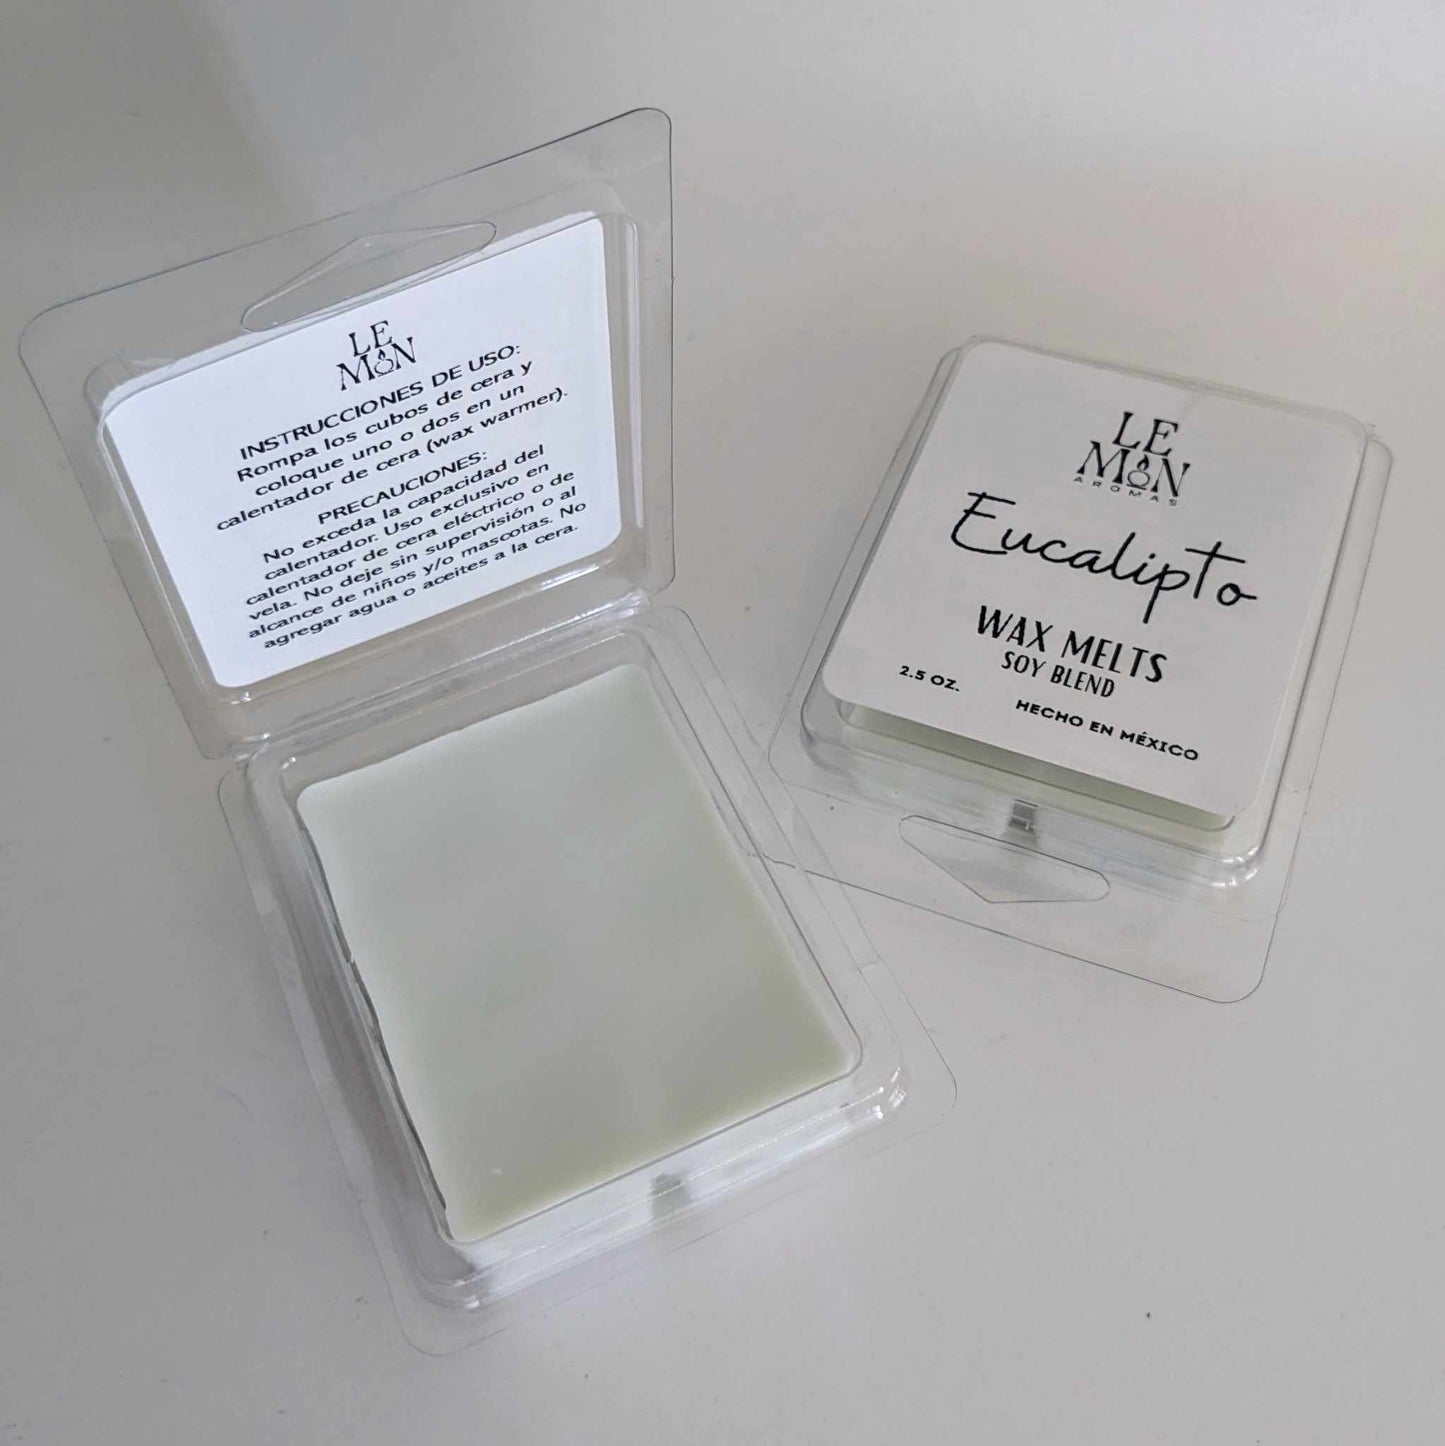 LE
MON
INSTRUCCIONES DE USO:
Rompa los cubos de cera y
coloque uno o dos en un
calentador de cera (wax warmer).
PRECAUCIONES:
No exceda la capacidad del
calentador. Uso exclusivo en
calentador de cera eléctrico o de
vela. No deje sin supervisión o al
alcance de niños y/o mascotas. No
agregar agua o aceites a la cera.
LE
MON
AROMAS
Eucalipto
WAX MELTS
SOY BLEND
2.5 OZ.
HECHO EN MÉXICO